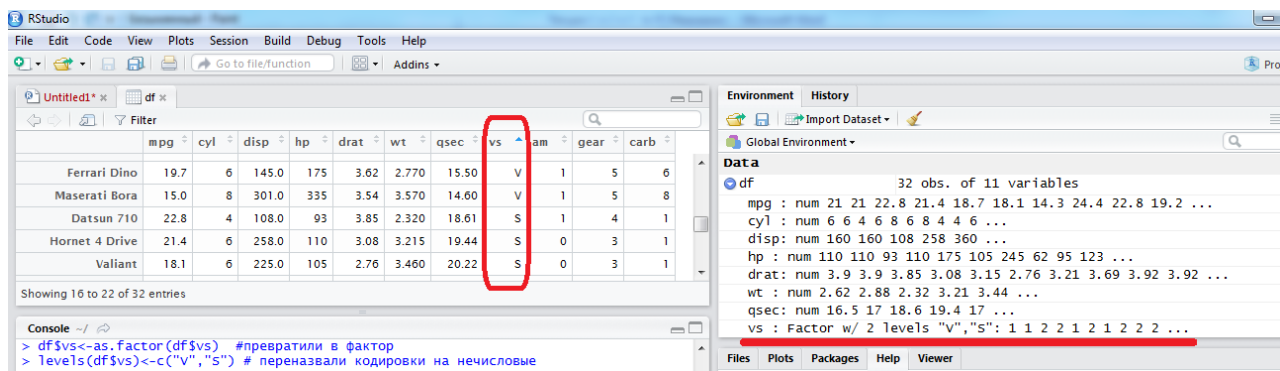 RStudio
File Edit Code View Plots Session Build Debug Tools Help
Go to file/function Addins
Untitled1* df
Filter
mpg cyl disp hp drat wt qsec vs am gear carb
Ferrari Dino 19.7 6 145.0 175 3.62 2.770 15.50 V 1 5 6
Maserati Bora 15.0 8 301.0 335 3.54 3.570 14.60 V 1 5 8
Datsun 710 22.8 4 108.0 93 3.85 2.320 18.61 S 1 4 1
Hornet 4 Drive 21.4 6 258.0 110 3.08 3.215 19.44 S 0 3 1
Valiant 18.1 6 225.0 105 2.76 3.460 20.22 S 0 3 1
Showing 16 to 22 of 32 entries
Console ~/
> df$vs<-as.factor(df$vs) #превратили в фактор
> levels(df$vs)<-c("V","S") # переназвали кодировки на нечисловые
Pro
Environment History
Import Dataset
Global Environment
Data
df 32 obs. of 11 variables
mpg : num 21 21 22.8 21.4 18.7 18.1 14.3 24.4 22.8 19.2 ...
cyl : num 6 6 4 6 8 6 8 4 4 6 ...
disp: num 160 160 108 258 360 ...
hp : num 110 110 93 110 175 105 245 62 95 123 ...
drat: num 3.9 3.9 3.85 3.08 3.15 2.76 3.21 3.69 3.92 3.92 ...
wt : num 2.62 2.88 2.32 3.21 3.44 ...
qsec: num 16.5 17 18.6 19.4 17 ...
vs : Factor w/ 2 levels "V","S": 1 1 2 2 1 2 1 2 2 2 ...
Files Plots Packages Help Viewer